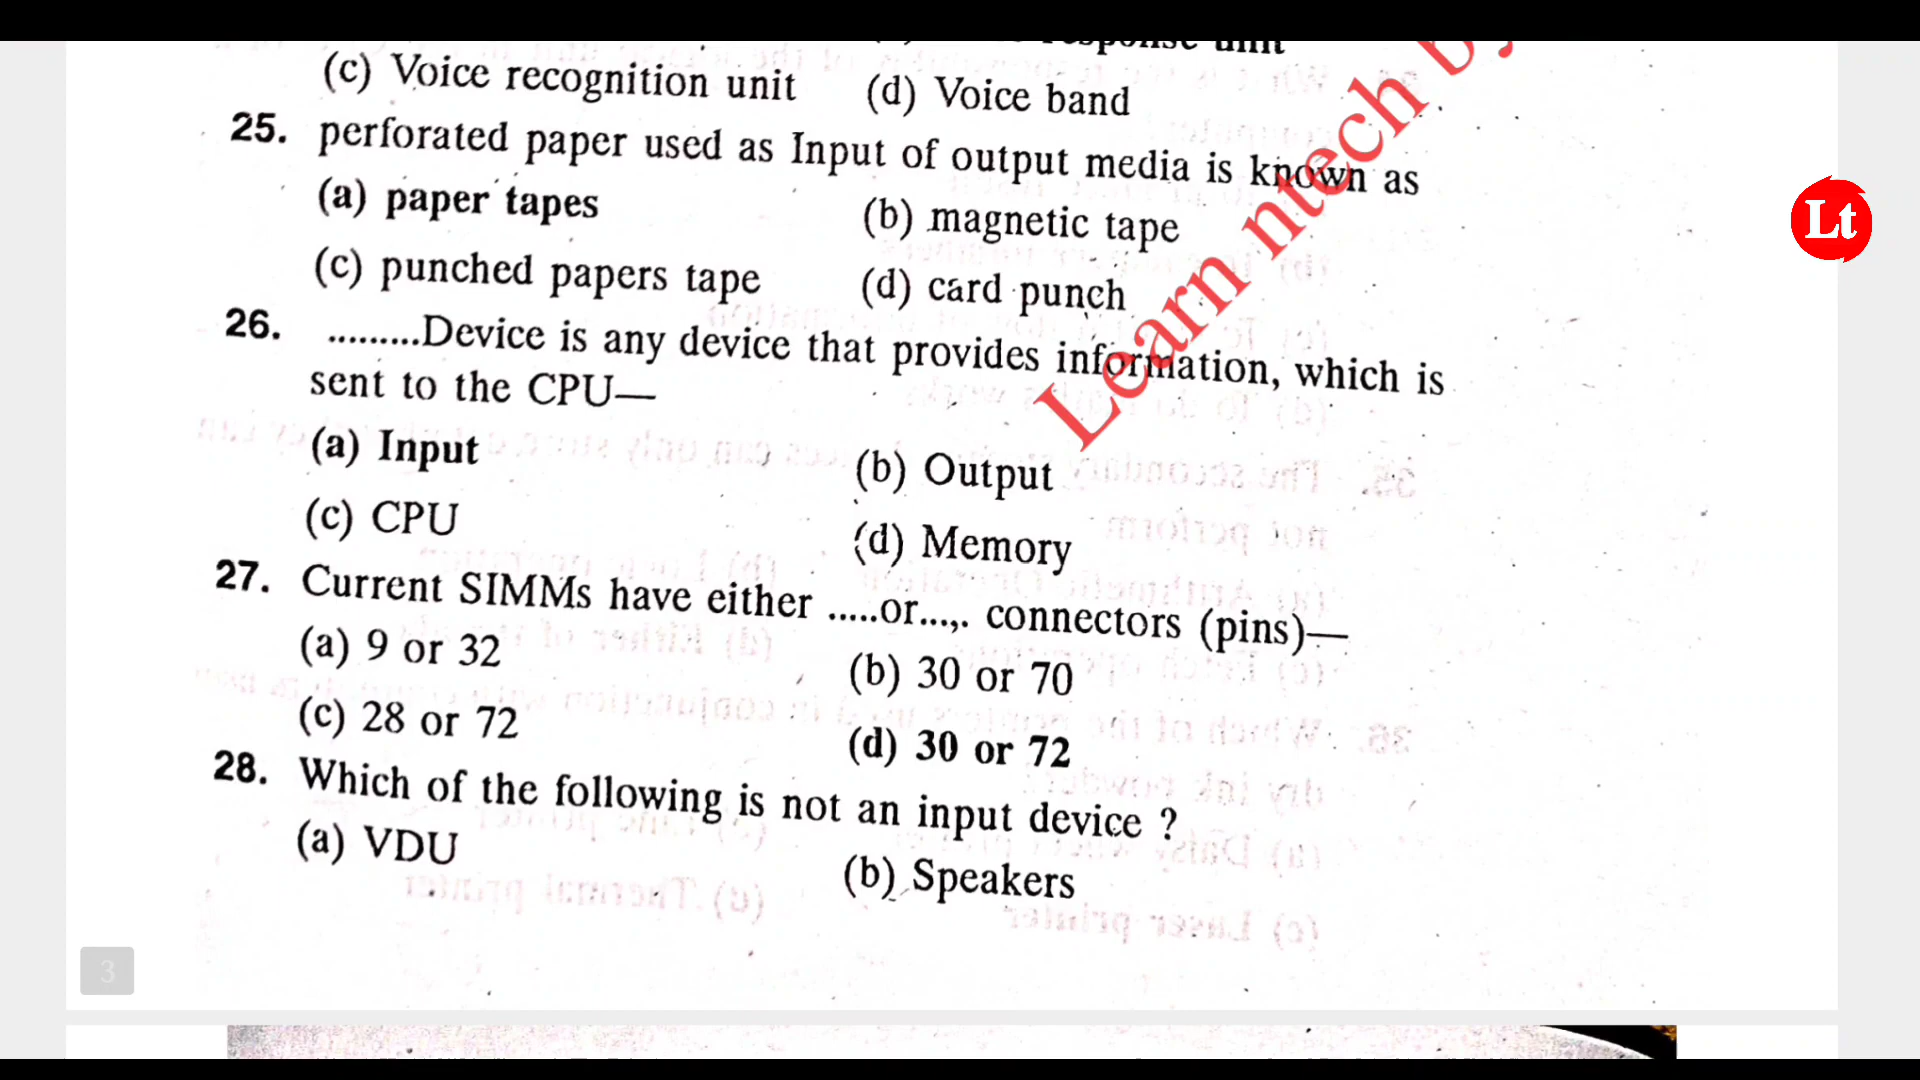 response unit
(c) Voice recognition unit (d) Voice band
25. perforated paper used as Input of output media is known as
(a) paper tapes (b) magnetic tape
(c) punched papers tape (d) card punch
26. .........Device is any device that provides information, which is
sent to the CPU—
(a) Input (b) Output
(c) CPU (d) Memory
27. Current SIMMs have either .....or...,. connectors (pins)—
(a) 9 or 32 (b) 30 or 70
(c) 28 or 72 (d) 30 or 72
28. Which of the following is not an input device ?
(a) VDU (b) Speakers
Learn ntech by
Lt
3